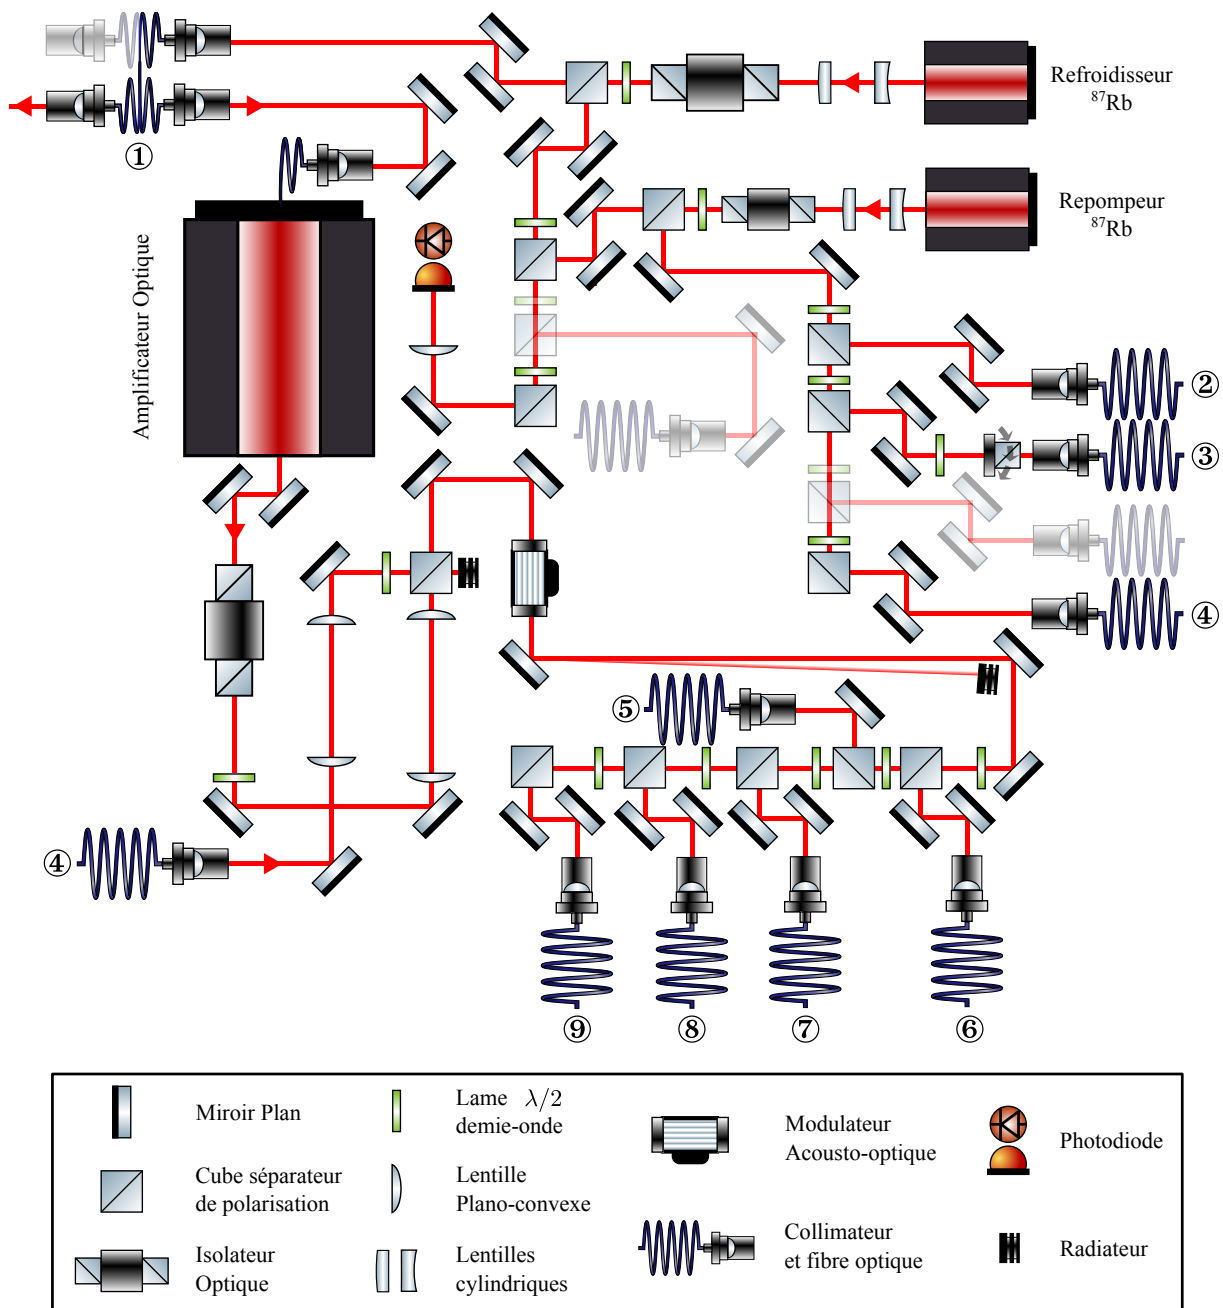 Refroidisseur
⁸⁷Rb
①
Repompeur
⁸⁷Rb
Amplificateur Optique
②
③
④
⑤
④
⑨
⑧
⑦
⑥
Miroir Plan
Lame λ/2
demie-onde
Modulateur
Acousto-optique
Photodiode
Cube séparateur
de polarisation
Lentille
Plano-convexe
Collimateur
et fibre optique
Radiateur
Isolateur
Optique
Lentilles
cylindriques